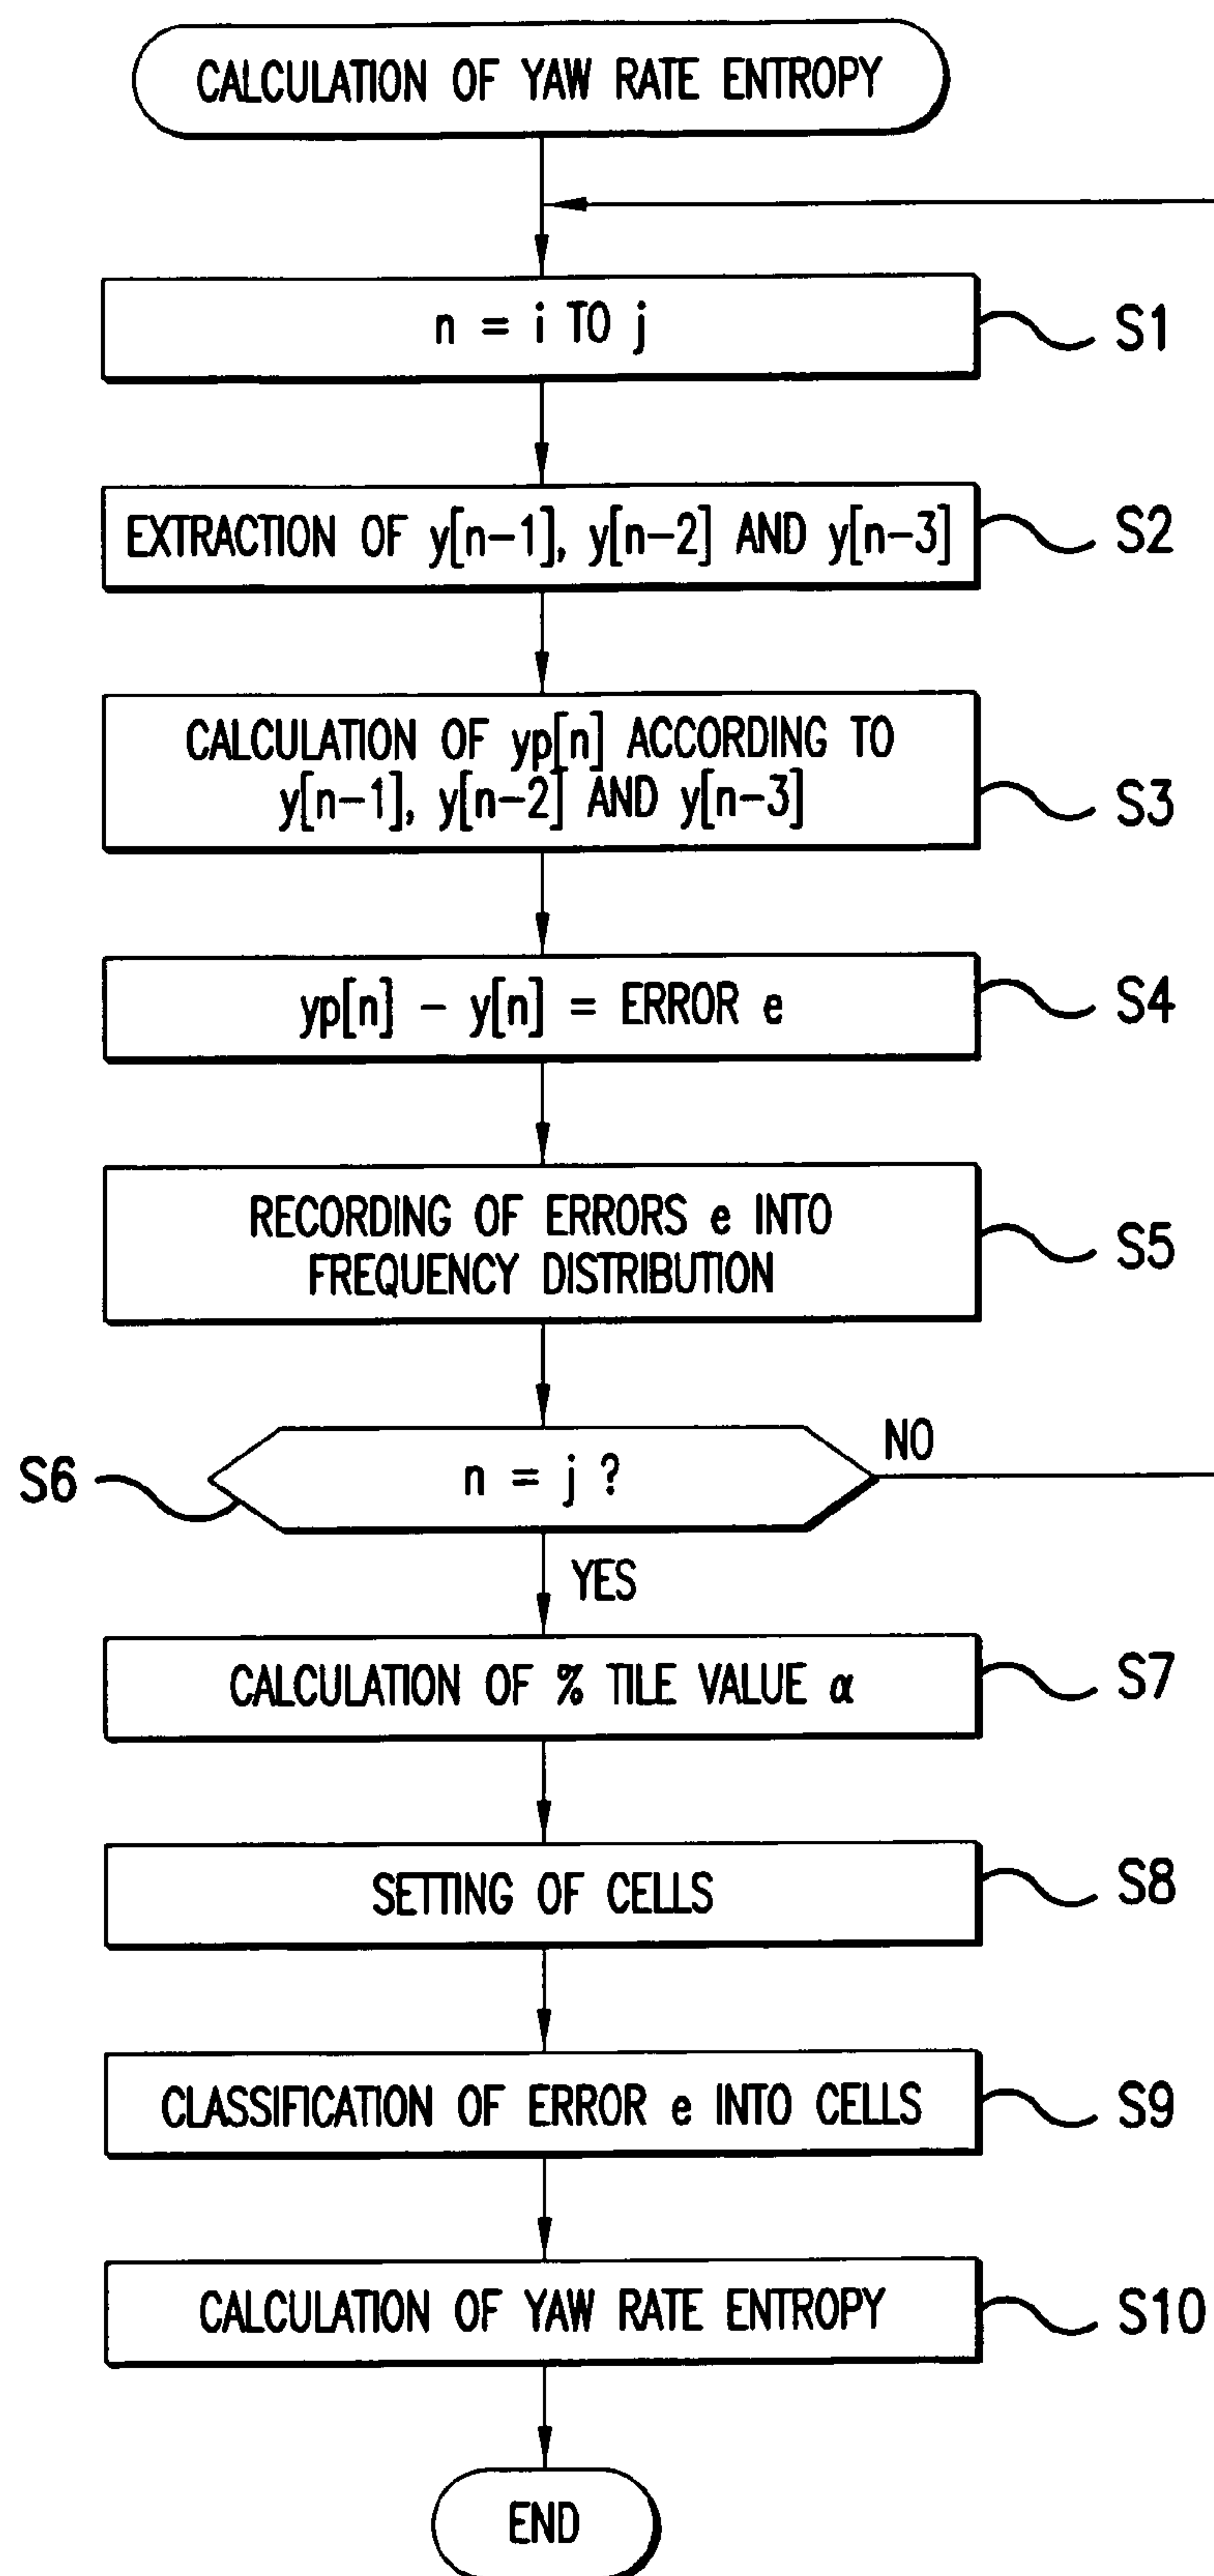 CALCULATION OF YAW RATE ENTROPY
n = i TO j
S1
EXTRACTION OF y[n-1], y[n-2] AND y[n-3]
S2
CALCULATION OF yp[n] ACCORDING TO
y[n-1], y[n-2] AND y[n-3]
S3
yp[n] - y[n] = ERROR e
S4
RECORDING OF ERRORS e INTO
FREQUENCY DISTRIBUTION
S5
S6
n = j ?
NO
YES
CALCULATION OF % TILE VALUE α
S7
SETTING OF CELLS
S8
CLASSIFICATION OF ERROR e INTO CELLS
S9
CALCULATION OF YAW RATE ENTROPY
S10
END